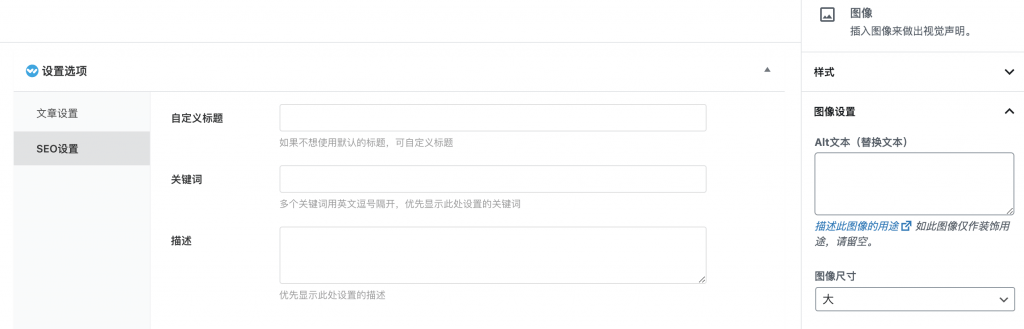 图像
插入图像来做出视觉声明。
设置选项
样式
文章设置
自定义标题
图像设置
如果不想使用默认的标题，可自定义标题
SEO设置
Alt文本（替换文本）
关键词
多个关键词用英文逗号隔开，优先显示此处设置的关键词
描述此图像的用途 如此图像仅作装饰用
途，请留空。
描述
图像尺寸
优先显示此处设置的描述
大